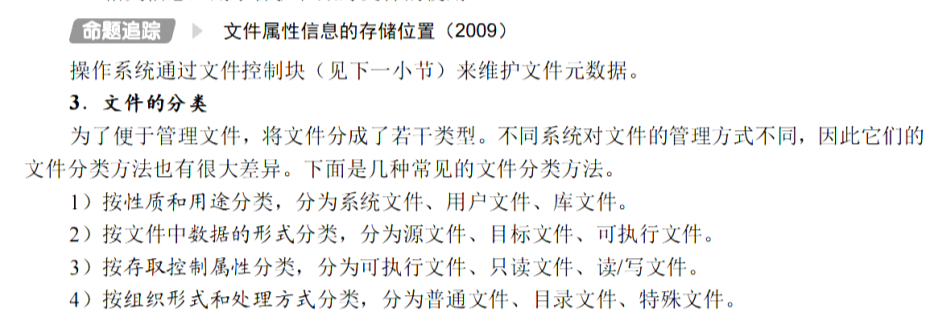 命题追踪 文件属性信息的存储位置（2009）
操作系统通过文件控制块（见下一小节）来维护文件元数据。
3．文件的分类
为了便于管理文件，将文件分成了若干类型。不同系统对文件的管理方式不同，因此它们的
文件分类方法也有很大差异。下面是几种常见的文件分类方法。
1）按性质和用途分类，分为系统文件、用户文件、库文件。
2）按文件中数据的形式分类，分为源文件、目标文件、可执行文件。
3）按存取控制属性分类，分为可执行文件、只读文件、读/写文件。
4）按组织形式和处理方式分类，分为普通文件、目录文件、特殊文件。